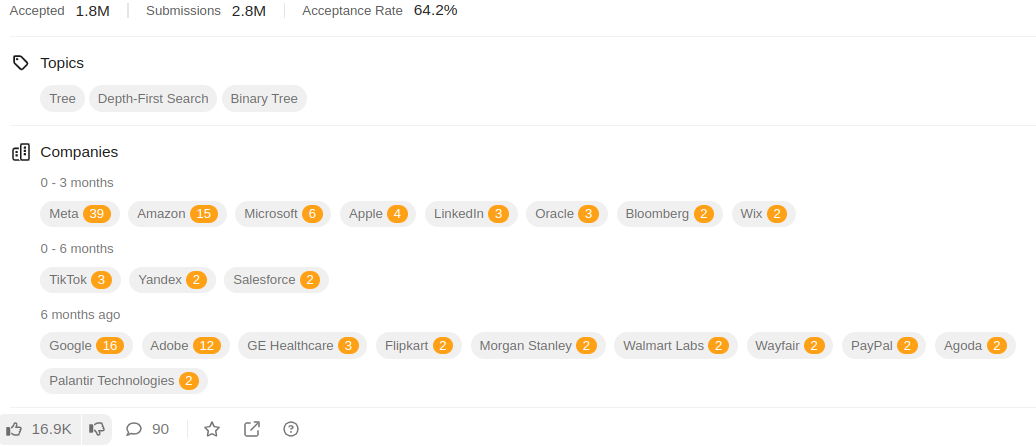 Accepted 1.8M Submissions 2.8M Acceptance Rate 64.2%
Topics
Tree Depth-First Search Binary Tree
Companies
0 - 3 months
Meta 39 Amazon 15 Microsoft 6 Apple 4 LinkedIn 3 Oracle 3 Bloomberg 2 Wix 2
0 - 6 months
TikTok 3 Yandex 2 Salesforce 2
6 months ago
Google 16 Adobe 12 GE Healthcare 3 Flipkart 2 Morgan Stanley 2 Walmart Labs 2 Wayfair 2 PayPal 2 Agoda 2
Palantir Technologies 2
16.9K 90